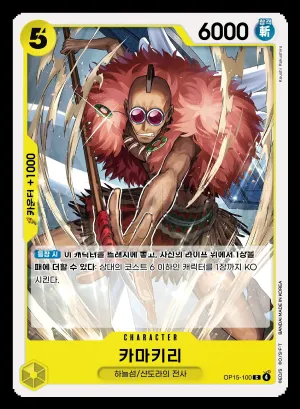 5
6000
참격
斬
카운터 +1000
등장 시 이 캐릭터를 트래시에 놓고, 자신의 라이프 위에서 1장을
패에 더할 수 있다: 상대의 코스트 6 이하인 캐릭터를 1장까지 KO
시킨다.
CHARACTER
카마키리
하늘섬/샨도라의 전사
OP15-100 C
BANDAI MADE IN KOREA